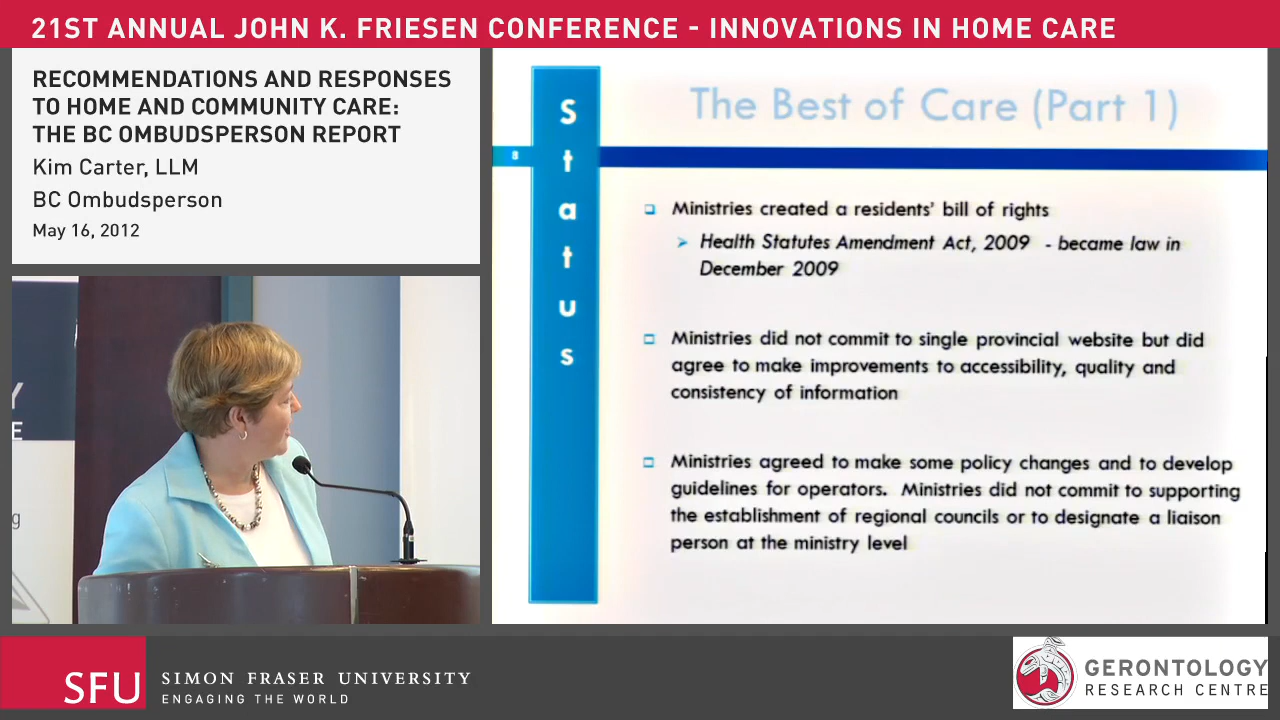 21ST ANNUAL JOHN K. FRIESEN CONFERENCE - INNOVATIONS IN HOME CARE
RECOMMENDATIONS AND RESPONSES
TO HOME AND COMMUNITY CARE:
THE BC OMBUDSPERSON REPORT
Kim Carter, LLM
BC Ombudsperson
May 16, 2012
Y
E
g
8
S
t
a
t
u
s
The Best of Care (Part 1)
Ministries created a residents' bill of rights
Health Statutes Amendment Act, 2009 - became law in
December 2009
Ministries did not commit to single provincial website but did
agree to make improvements to accessibility, quality and
consistency of information
Ministries agreed to make some policy changes and to develop
guidelines for operators. Ministries did not commit to supporting
the establishment of regional councils or to designate a liaison
person at the ministry level
SFU
SIMON FRASER UNIVERSITY
ENGAGING THE WORLD
GERONTOLOGY
RESEARCH CENTRE